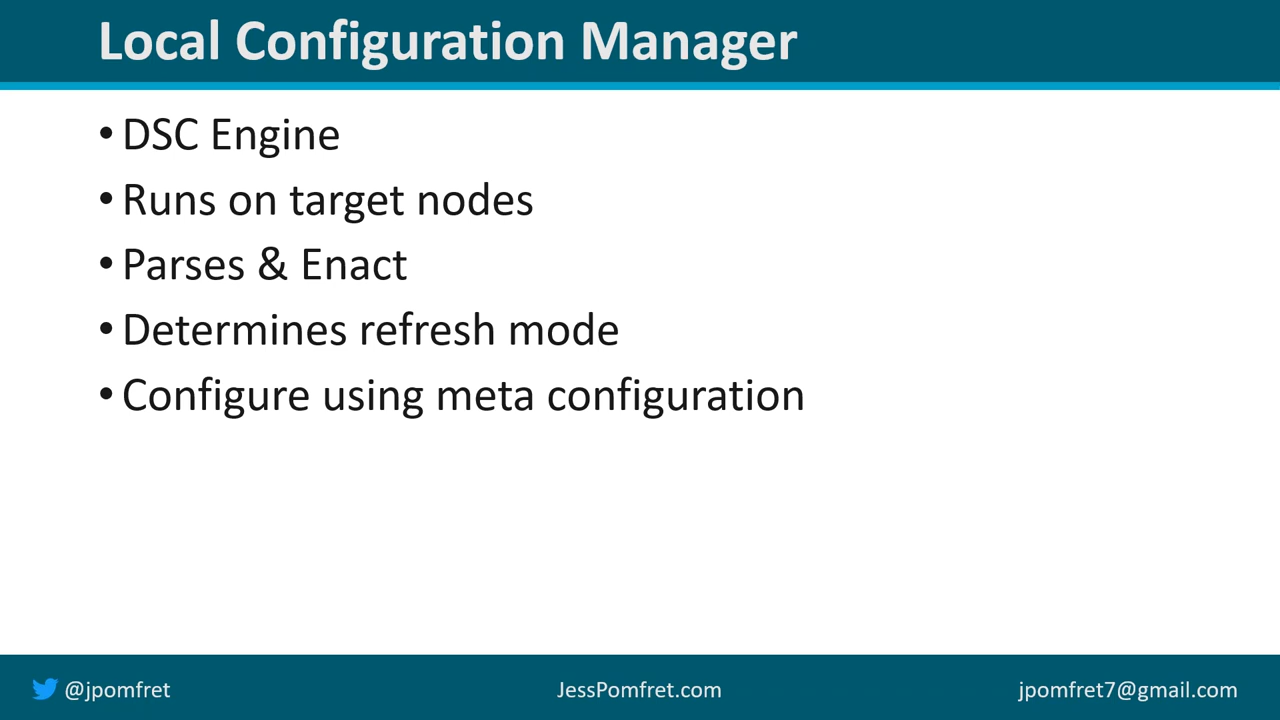 Local Configuration Manager
• DSC Engine
• Runs on target nodes
• Parses & Enact
• Determines refresh mode
• Configure using meta configuration
@jpomfret JessPomfret.com jpomfret7@gmail.com